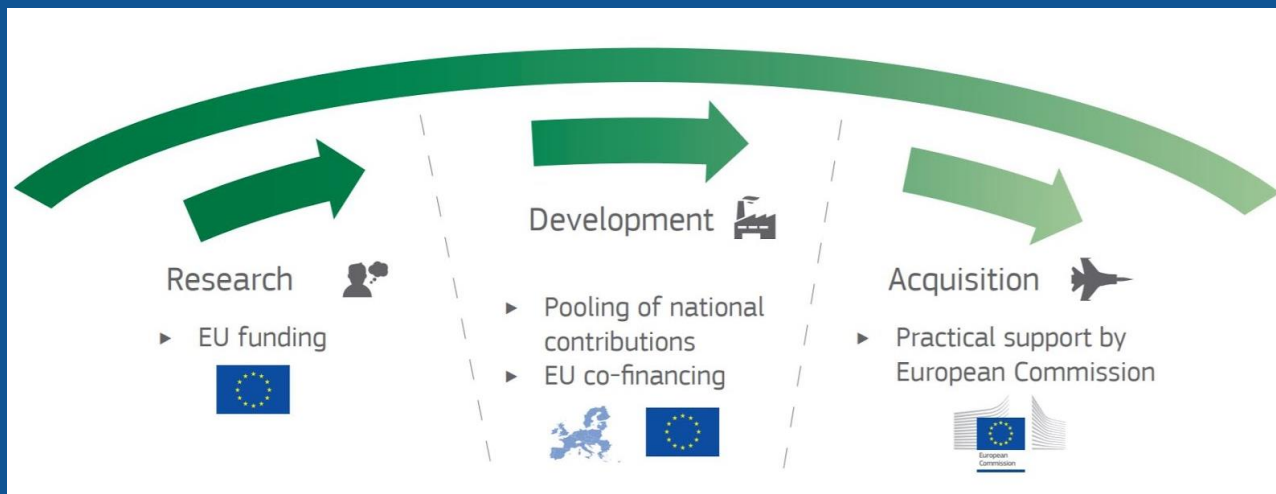 Research
► EU funding
Development
► Pooling of national
contributions
► EU co-financing
Acquisition
► Practical support by
European Commission
European
Commission